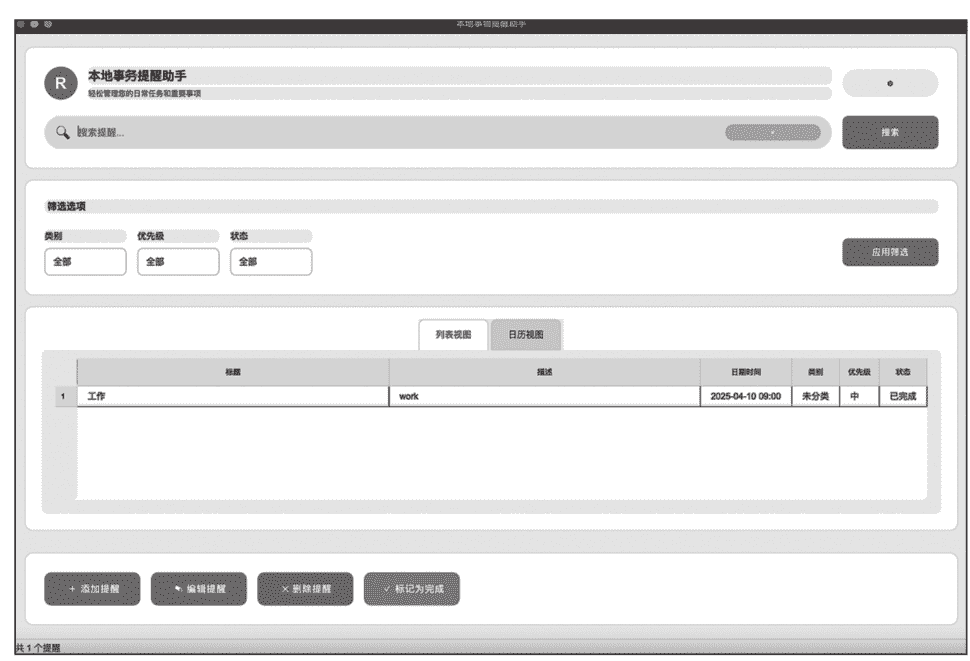 本地事务提醒助手
R
本地事务提醒助手
轻松管理您的日常任务和重要事项
搜索提醒...
搜索
筛选选项
类别 优先级 状态
全部 全部 全部
应用筛选
列表视图 日历视图
标题 描述 日期时间 类别 优先级 状态
1 工作 work 2025-04-10 09:00 未分类 中 已完成
+ 添加提醒 编辑提醒 × 删除提醒 ✓ 标记为完成
共 1 个提醒